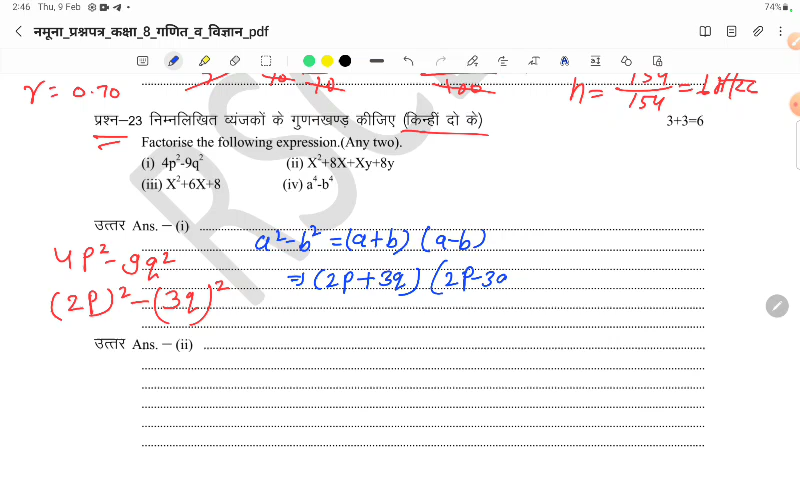 2:46 Thu, 9 Feb 74%
नमूना_प्रश्नपत्र_कक्षा_8_गणित_व_विज्ञान_pdf
r = 0.70
n = 154/154 =
प्रश्न–23 निम्नलिखित व्यंजकों के गुणनखण्ड कीजिए (किन्हीं दो के) 3+3=6
Factorise the following expression.(Any two).
(i) 4p²-9q² (ii) X²+8X+Xy+8y
(iii) X²+6X+8 (iv) a⁴-b⁴
उत्तर Ans. – (i)
a²-b² = (a+b) (a-b)
4p²-9q²
⇒ (2p+3q) (2p-3q
(2p)² - (3q)²
उत्तर Ans. – (ii)
RSC